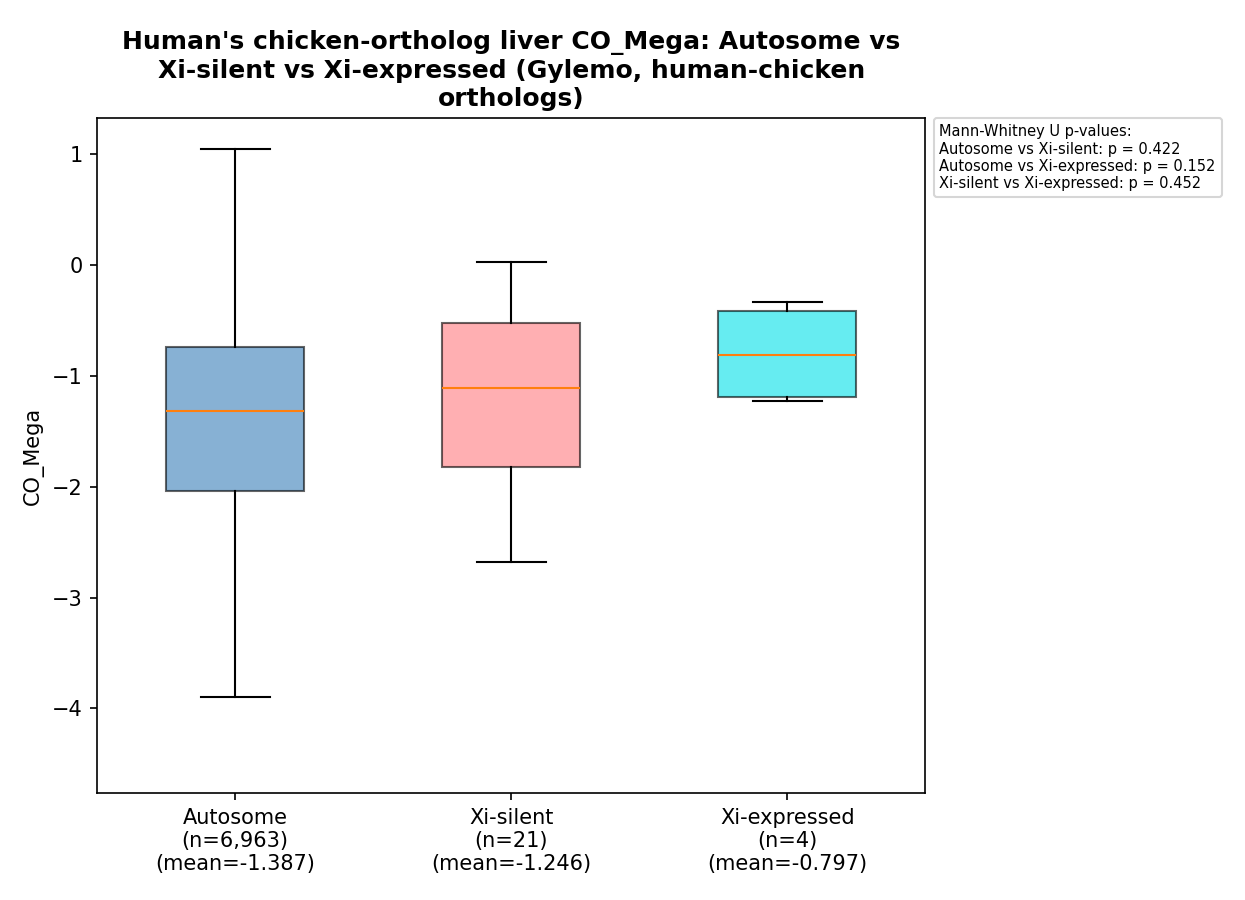 Human's chicken-ortholog liver CO_Mega: Autosome vs
Xi-silent vs Xi-expressed (Gylemo, human-chicken
orthologs)
Mann-Whitney U p-values:
Autosome vs Xi-silent: p = 0.422
Autosome vs Xi-expressed: p = 0.152
Xi-silent vs Xi-expressed: p = 0.452
CO_Mega
1
0
−1
−2
−3
−4
Autosome
(n=6,963)
(mean=-1.387)
Xi-silent
(n=21)
(mean=-1.246)
Xi-expressed
(n=4)
(mean=-0.797)